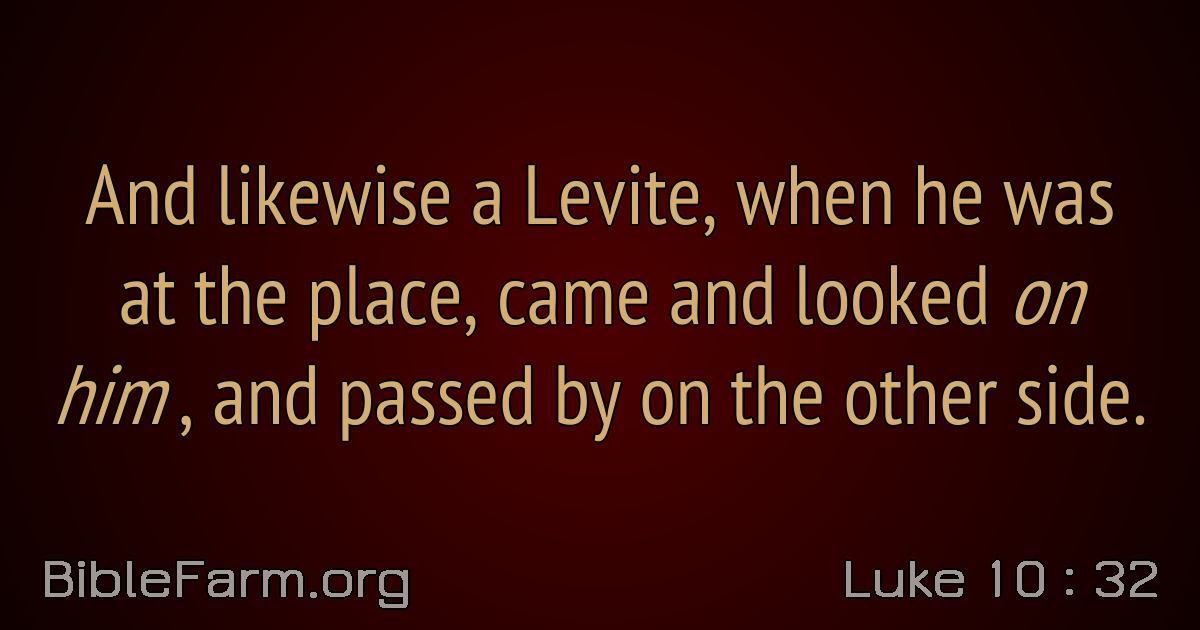 And likewise a Levite, when he was
at the place, came and looked on
him , and passed by on the other side.
BibleFarm.org
Luke 10 : 32